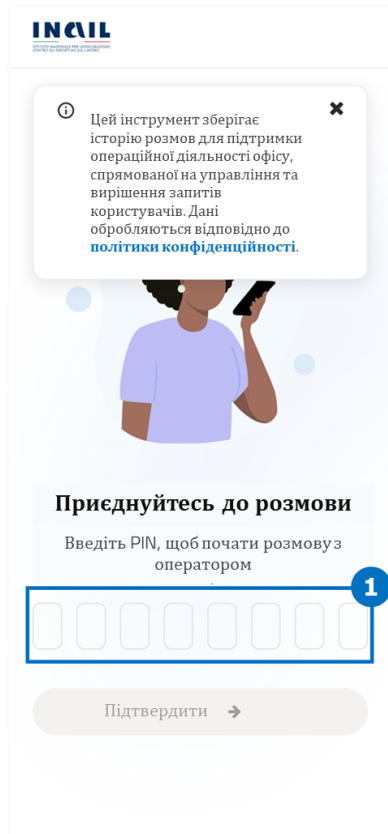 INAIL
ISTITUTO NAZIONALE PER L'ASSICURAZIONE
CONTRO GLI INFORTUNI SUL LAVORO
Цей інструмент зберігає
історію розмов для підтримки
операційної діяльності офісу,
спрямованої на управління та
вирішення запитів
користувачів. Дані
обробляються відповідно до
політики конфіденційності.
Приєднуйтесь до розмови
Введіть PIN, щоб почати розмову з
оператором
1
Підтвердити